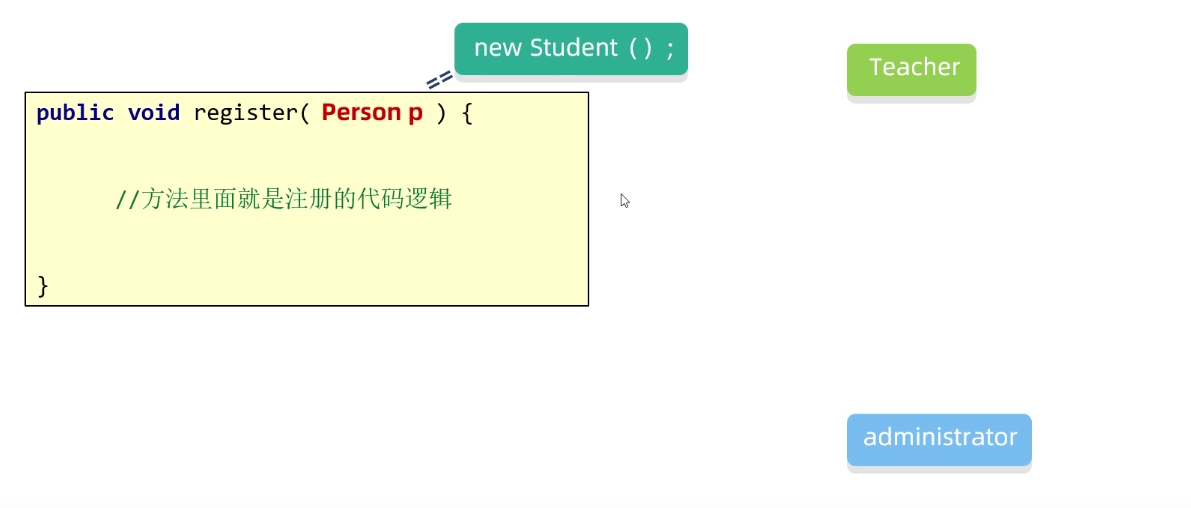 new Student ( ) ;
Teacher
public void register( Person p ) {
//方法里面就是注册的代码逻辑
}
administrator